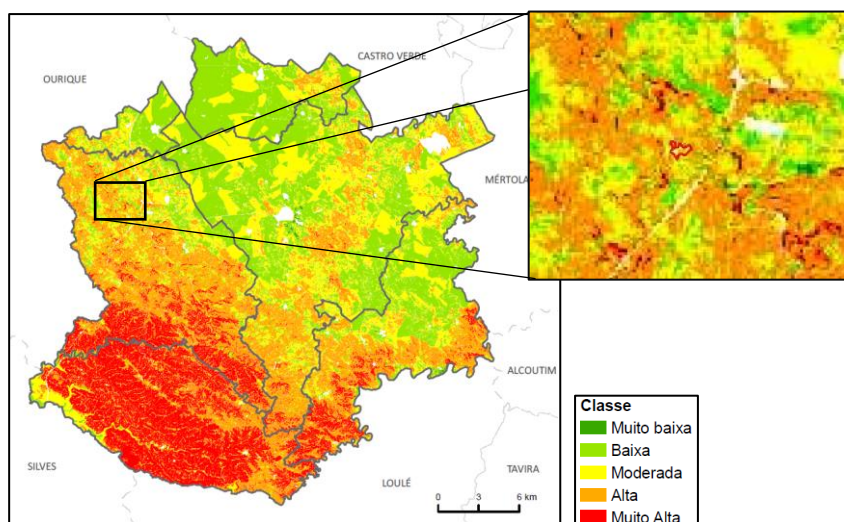 CASTRO VERDE
OURIQUE
MÉRTOLA
ALCOUTIM
SILVES
LOULÉ
TAVIRA
0 3 6 km
Classe
Muito baixa
Baixa
Moderada
Alta
Muito Alta